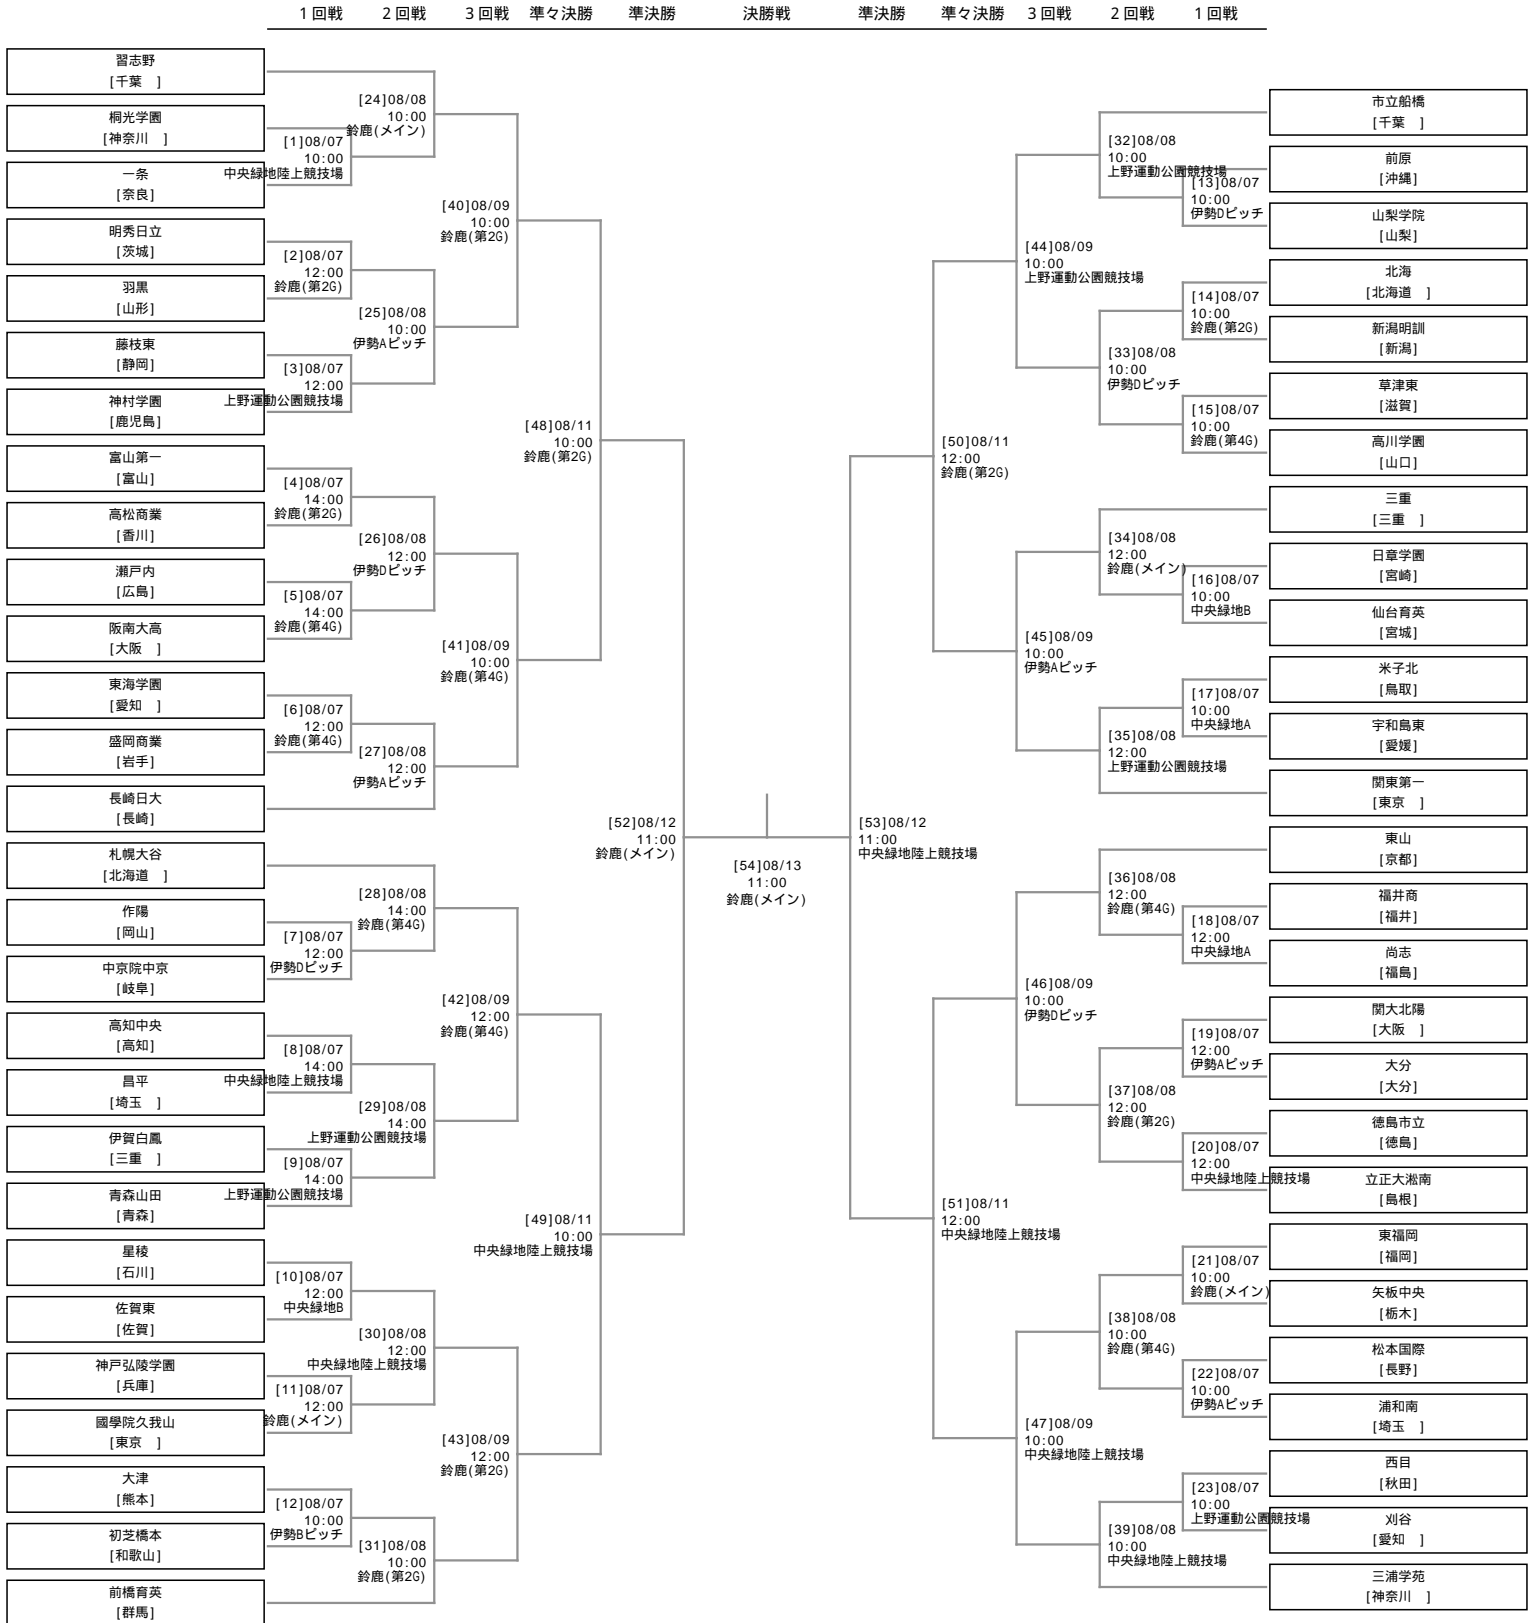 １回戦 ２回戦 ３回戦 準々決勝 準決勝 決勝戦 準決勝 準々決勝 ３回戦 ２回戦 １回戦
習志野
[千葉　]
桐光学園
[神奈川　]
一条
[奈良]
明秀日立
[茨城]
羽黒
[山形]
藤枝東
[静岡]
神村学園
[鹿児島]
富山第一
[富山]
高松商業
[香川]
瀬戸内
[広島]
阪南大高
[大阪　]
東海学園
[愛知　]
盛岡商業
[岩手]
長崎日大
[長崎]
札幌大谷
[北海道　]
作陽
[岡山]
中京院中京
[岐阜]
高知中央
[高知]
昌平
[埼玉　]
伊賀白鳳
[三重　]
青森山田
[青森]
星稜
[石川]
佐賀東
[佐賀]
神戸弘陵学園
[兵庫]
國學院久我山
[東京　]
大津
[熊本]
初芝橋本
[和歌山]
前橋育英
[群馬]
[1]08/07
10:00
中央緑地陸上競技場
[2]08/07
12:00
鈴鹿(第2G)
[3]08/07
12:00
上野運動公園競技場
[4]08/07
14:00
鈴鹿(第2G)
[5]08/07
14:00
鈴鹿(第4G)
[6]08/07
12:00
鈴鹿(第4G)
[7]08/07
12:00
伊勢Dピッチ
[8]08/07
14:00
中央緑地陸上競技場
[9]08/07
14:00
上野運動公園競技場
[10]08/07
12:00
中央緑地B
[11]08/07
12:00
鈴鹿(メイン)
[12]08/07
10:00
伊勢Bピッチ
[24]08/08
10:00
鈴鹿(メイン)
[25]08/08
10:00
伊勢Aピッチ
[26]08/08
12:00
伊勢Dピッチ
[27]08/08
12:00
伊勢Aピッチ
[28]08/08
14:00
鈴鹿(第4G)
[29]08/08
14:00
上野運動公園競技場
[30]08/08
12:00
中央緑地陸上競技場
[31]08/08
10:00
鈴鹿(第2G)
[40]08/09
10:00
鈴鹿(第2G)
[41]08/09
10:00
鈴鹿(第4G)
[42]08/09
12:00
鈴鹿(第4G)
[43]08/09
12:00
鈴鹿(第2G)
[48]08/11
10:00
鈴鹿(第2G)
[49]08/11
10:00
中央緑地陸上競技場
[52]08/12
11:00
鈴鹿(メイン)
[54]08/13
11:00
鈴鹿(メイン)
[53]08/12
11:00
中央緑地陸上競技場
[50]08/11
12:00
鈴鹿(第2G)
[51]08/11
12:00
中央緑地陸上競技場
[44]08/09
10:00
上野運動公園競技場
[45]08/09
10:00
伊勢Aピッチ
[46]08/09
10:00
伊勢Dピッチ
[47]08/09
10:00
中央緑地陸上競技場
[32]08/08
10:00
上野運動公園競技場
[33]08/08
10:00
伊勢Dピッチ
[34]08/08
12:00
鈴鹿(メイン)
[35]08/08
12:00
上野運動公園競技場
[36]08/08
12:00
鈴鹿(第4G)
[37]08/08
12:00
鈴鹿(第2G)
[38]08/08
10:00
鈴鹿(第4G)
[39]08/08
10:00
中央緑地陸上競技場
[13]08/07
10:00
伊勢Dピッチ
[14]08/07
10:00
鈴鹿(第2G)
[15]08/07
10:00
鈴鹿(第4G)
[16]08/07
10:00
中央緑地B
[17]08/07
10:00
中央緑地A
[18]08/07
12:00
中央緑地A
[19]08/07
12:00
伊勢Aピッチ
[20]08/07
12:00
中央緑地陸上競技場
[21]08/07
10:00
鈴鹿(メイン)
[22]08/07
10:00
伊勢Aピッチ
[23]08/07
10:00
上野運動公園競技場
市立船橋
[千葉　]
前原
[沖縄]
山梨学院
[山梨]
北海
[北海道　]
新潟明訓
[新潟]
草津東
[滋賀]
高川学園
[山口]
三重
[三重　]
日章学園
[宮崎]
仙台育英
[宮城]
米子北
[鳥取]
宇和島東
[愛媛]
関東第一
[東京　]
東山
[京都]
福井商
[福井]
尚志
[福島]
関大北陽
[大阪　]
大分
[大分]
徳島市立
[徳島]
立正大淞南
[島根]
東福岡
[福岡]
矢板中央
[栃木]
松本国際
[長野]
浦和南
[埼玉　]
西目
[秋田]
刈谷
[愛知　]
三浦学苑
[神奈川　]